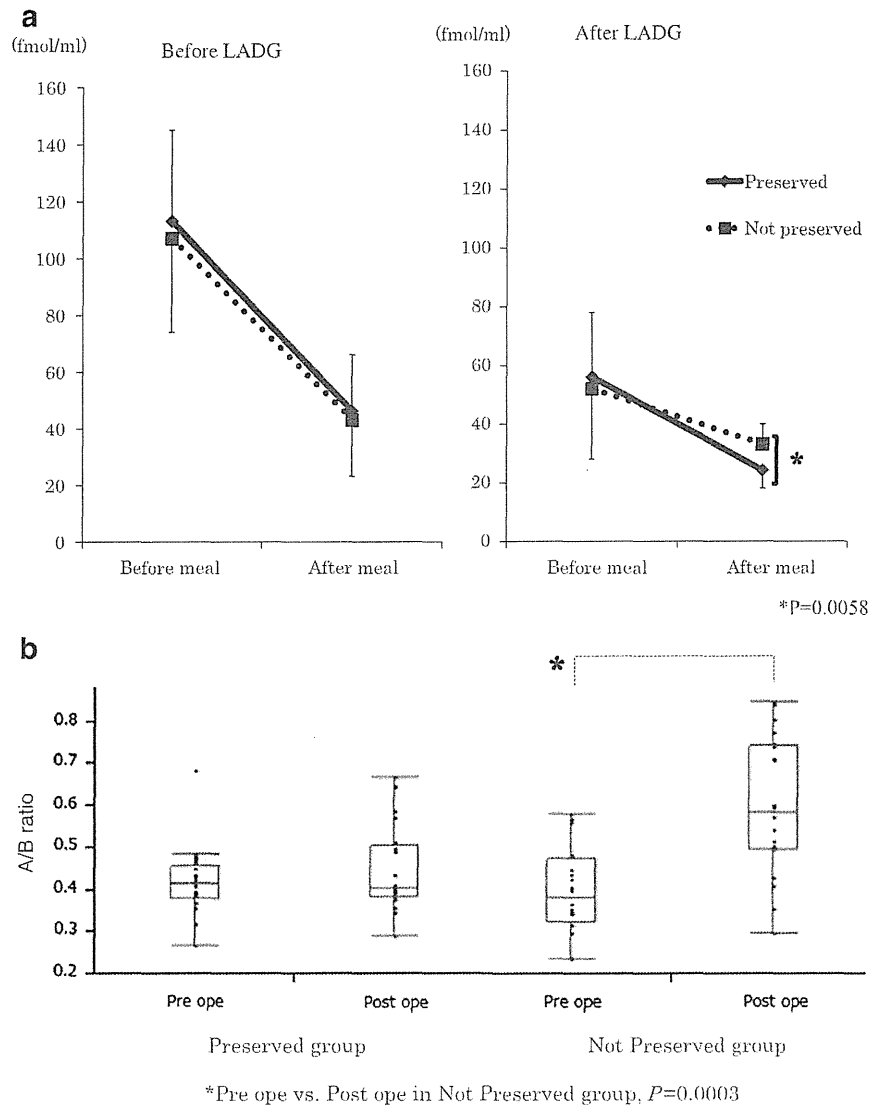 a
(fmol/ml)
Before LADG
160
140
120
100
80
60
40
20
0
Before meal
After meal
(fmol/ml)
After LADG
160
140
120
100
80
60
40
20
0
Preserved
Not preserved
*
Before meal
After meal
*P=0.0058
b
*
A/B ratio
0.8
0.7
0.6
0.5
0.4
0.3
0.2
Pre ope
Post ope
Pre ope
Post ope
Preserved group
Not Preserved group
*Pre ope vs. Post ope in Not Preserved group, P=0.0003